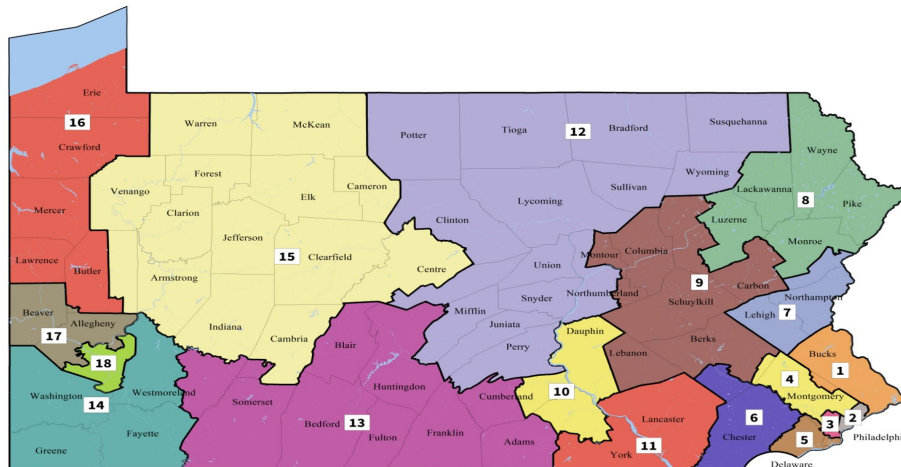 Erie
16
Crawford
Mercer
Lawrence
Butler
Warren
McKean
Forest
Venango
Elk
Cameron
Clarion
Jefferson
15
Clearfield
Centre
Armstrong
Indiana
Cambria
Potter
Tioga
12
Bradford
Susquehanna
Wyoming
Sullivan
Lycoming
Clinton
Union
Snyder
Northumberland
Mifflin
Juniata
Perry
Wayne
Lackawanna
8
Pike
Luzerne
Monroe
Montour
Columbia
9
Carbon
Schuylkill
Berks
Lebanon
Northampton
Lehigh
7
Beaver
Allegheny
17
18
Washington
Westmoreland
14
Fayette
Greene
Blair
Huntingdon
Somerset
Bedford
13
Fulton
Franklin
Adams
Dauphin
Cumberland
10
Lancaster
11
York
6
Chester
Bucks
1
4
Montgomery
2
3
Philadelphi
5
Delaware